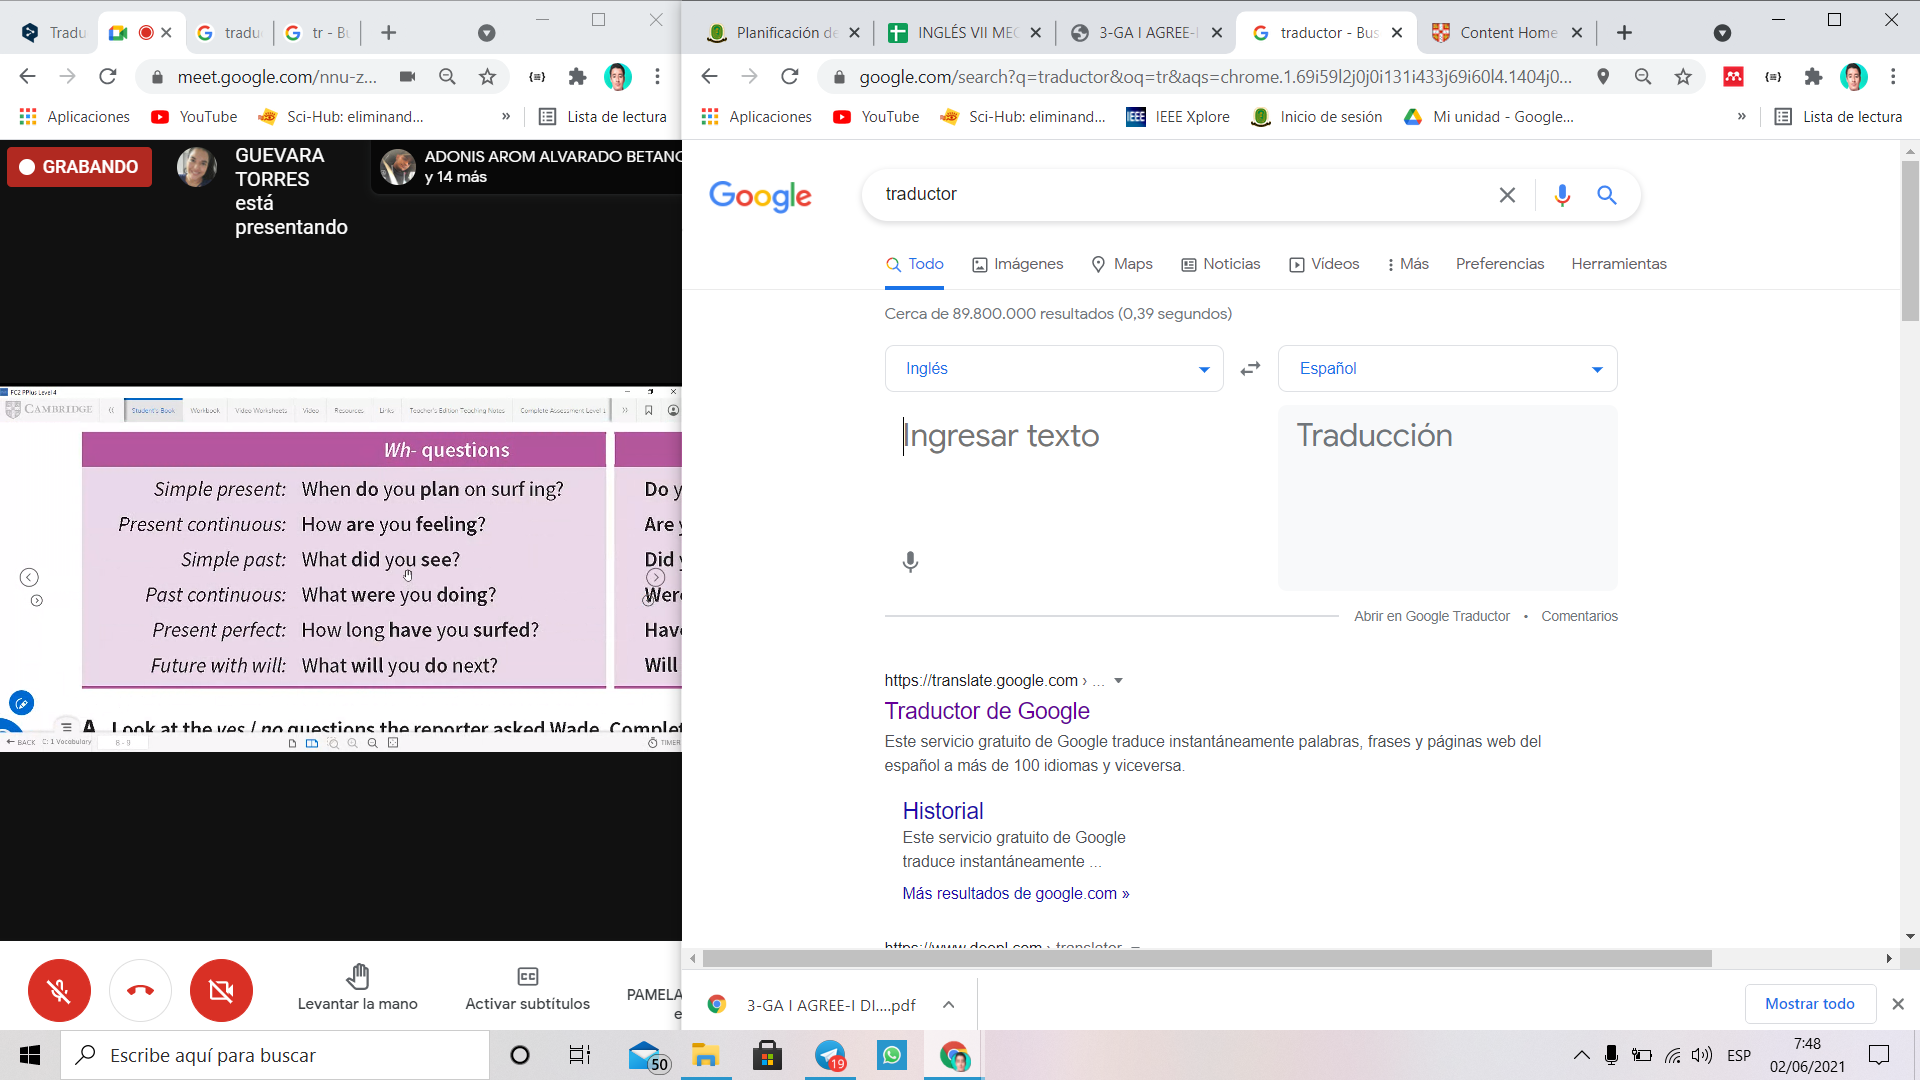 Tradu
tradu
tr - Bu
meet.google.com/nnu-z...
Aplicaciones
YouTube
Sci-Hub: eliminand...
»
Lista de lectura
GRABANDO
GUEVARA
TORRES
está
presentando
ADONIS AROM ALVARADO BETANC
y 14 más
EC2 PPlus Level 4
CAMBRIDGE
Student's Book
Workbook
Video Worksheets
Video
Resources
Links
Teacher's Edition Teaching Notes
Complete Assessment Level 1
Wh- questions
Simple present: When do you plan on surf ing?
Do y
Present continuous: How are you feeling?
Are y
Simple past: What did you see?
Did y
Past continuous: What were you doing?
Were
Present perfect: How long have you surfed?
Have
Future with will: What will you do next?
Will
A Look at the yes / no questions the reporter asked Wade. Complet
BACK
C: 1 Vocabulary
8 - 9
TIMER
Levantar la mano
Activar subtítulos
PAMELA
e
Planificación de
INGLÉS VII MEC
3-GA I AGREE-I
traductor - Bus
Content Home
google.com/search?q=traductor&oq=tr&aqs=chrome.1.69i59l2j0j0i131i433j69i60l4.1404j0...
Aplicaciones
YouTube
Sci-Hub: eliminand...
IEEE IEEE Xplore
Inicio de sesión
Mi unidad - Google...
»
Lista de lectura
Google
traductor
Todo
Imágenes
Maps
Noticias
Vídeos
Más
Preferencias
Herramientas
Cerca de 89.800.000 resultados (0,39 segundos)
Inglés
Español
Ingresar texto
Traducción
Abrir en Google Traductor • Comentarios
https://translate.google.com › ...
Traductor de Google
Este servicio gratuito de Google traduce instantáneamente palabras, frases y páginas web del
español a más de 100 idiomas y viceversa.
Historial
Este servicio gratuito de Google
traduce instantáneamente ...
Más resultados de google.com »
https://www.deepl.com › translator
3-GA I AGREE-I DI....pdf
Mostrar todo
Escribe aquí para buscar
50
19
ESP
7:48
02/06/2021